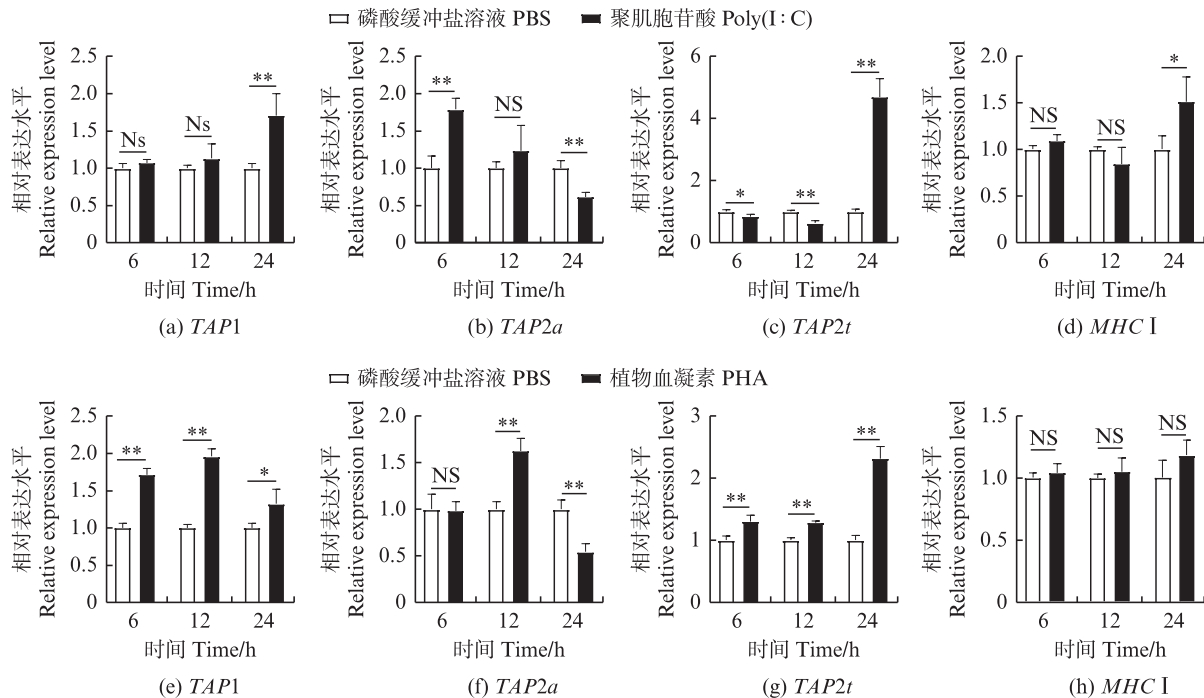 磷酸缓冲盐溶液 PBS 聚肌胞苷酸 Poly(I∶C)
相对表达水平
Relative expression level
2.5
2.0
1.5
1.0
0.5
0
Ns
Ns
**
6 12 24
时间 Time/h
(a) TAP1
相对表达水平
Relative expression level
2.5
2.0
1.5
1.0
0.5
0
**
NS
**
6 12 24
时间 Time/h
(b) TAP2a
相对表达水平
Relative expression level
6
4
2
0
*
**
**
6 12 24
时间 Time/h
(c) TAP2t
相对表达水平
Relative expression level
2.0
1.5
1.0
0.5
0
NS
NS
*
6 12 24
时间 Time/h
(d) MHC Ⅰ
磷酸缓冲盐溶液 PBS 植物血凝素 PHA
相对表达水平
Relative expression level
2.5
2.0
1.5
1.0
0.5
0
**
**
*
6 12 24
时间 Time/h
(e) TAP1
相对表达水平
Relative expression level
2.0
1.5
1.0
0.5
0
NS
**
**
6 12 24
时间 Time/h
(f) TAP2a
相对表达水平
Relative expression level
3
2
1
0
**
**
**
6 12 24
时间 Time/h
(g) TAP2t
相对表达水平
Relative expression level
1.5
1.0
0.5
0
NS
NS
NS
6 12 24
时间 Time/h
(h) MHC Ⅰ